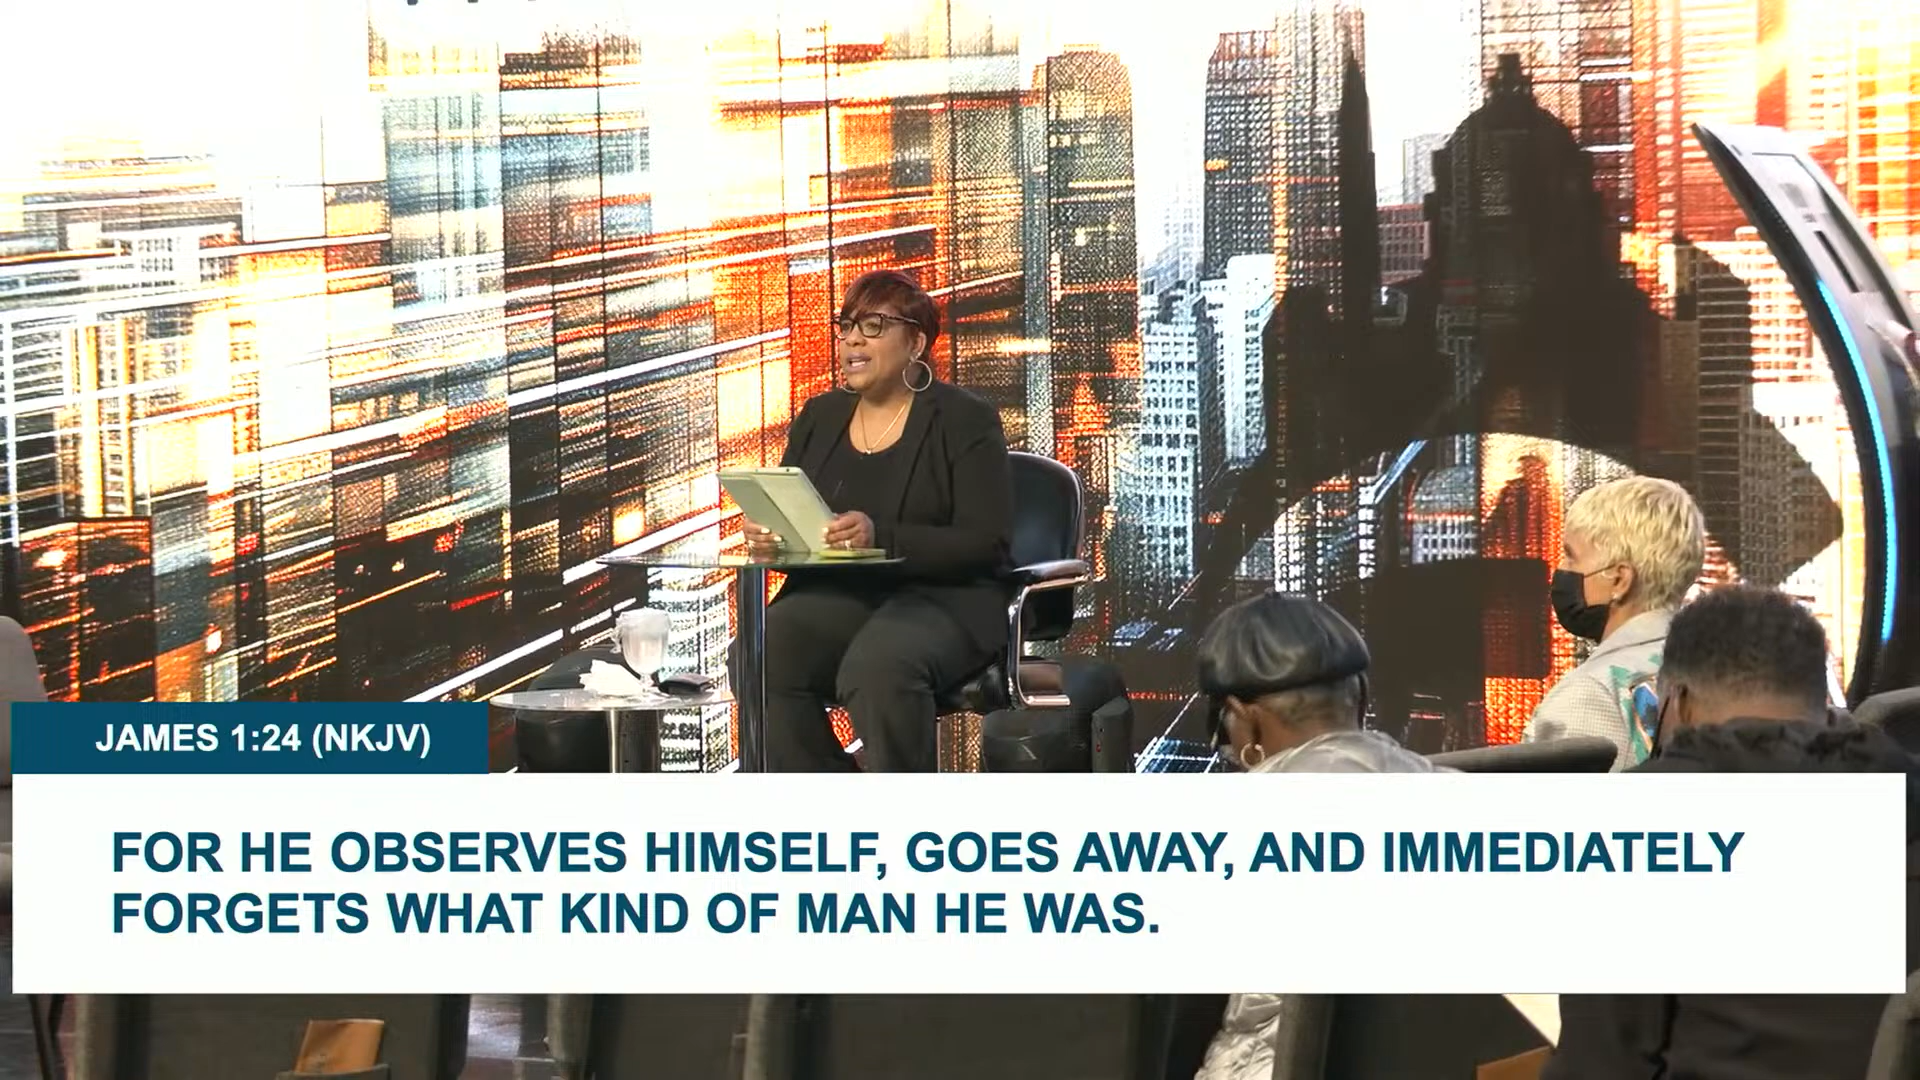 JAMES 1:24 (NKJV)
FOR HE OBSERVES HIMSELF, GOES AWAY, AND IMMEDIATELY
FORGETS WHAT KIND OF MAN HE WAS.